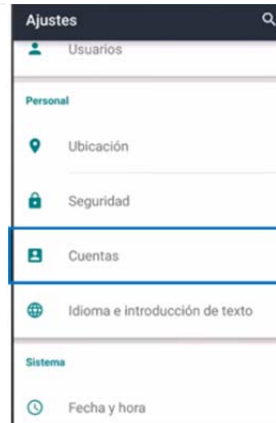 Ajustes
Usuarios
Personal
Ubicación
Seguridad
Cuentas
Idioma e introducción de texto
Sistema
Fecha y hora